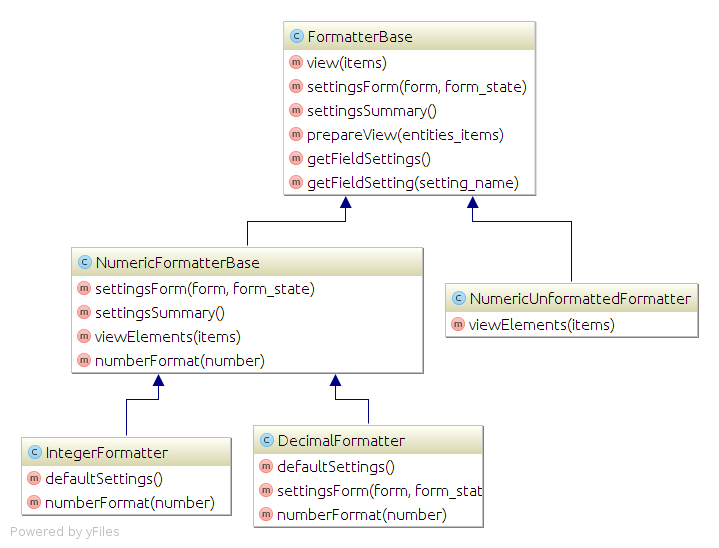 FormatterBase
view(items)
settingsForm(form, form_state)
settingsSummary()
prepareView(entities_items)
getFieldSettings()
getFieldSetting(setting_name)
NumericFormatterBase
settingsForm(form, form_state)
settingsSummary()
viewElements(items)
numberFormat(number)
NumericUnformattedFormatter
viewElements(items)
IntegerFormatter
defaultSettings()
numberFormat(number)
DecimalFormatter
defaultSettings()
settingsForm(form, form_stat
numberFormat(number)
Powered by yFiles